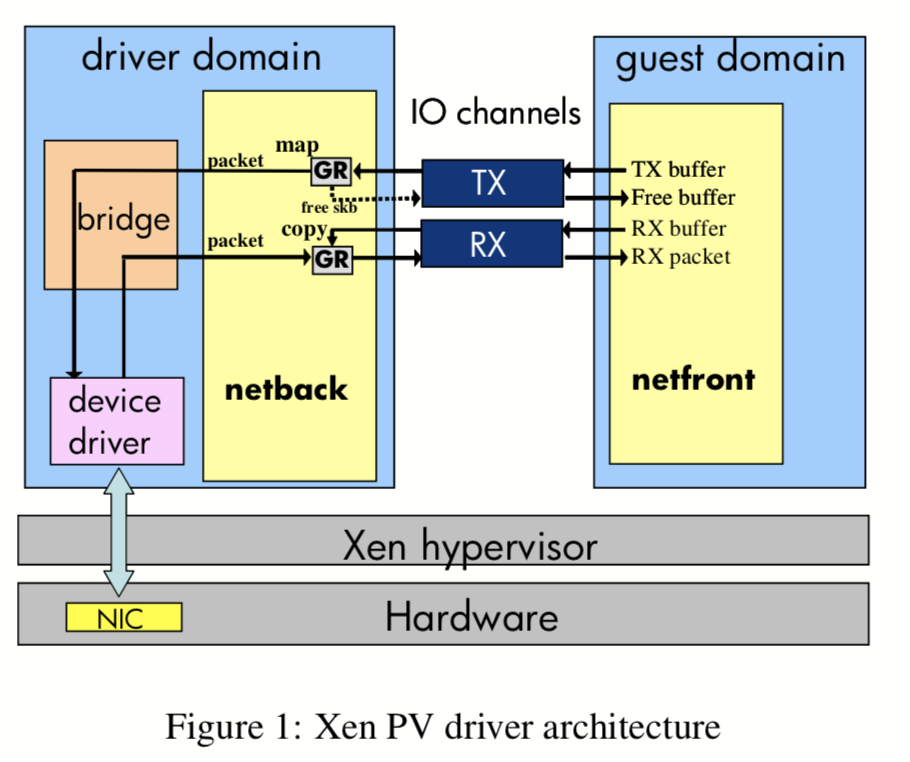 driver domain
guest domain
IO channels
map
packet
GR
TX
TX buffer
Free buffer
free skb
bridge
copy
packet
GR
RX
RX buffer
RX packet
netback
netfront
device
driver
Xen hypervisor
NIC
Hardware
Figure 1: Xen PV driver architecture